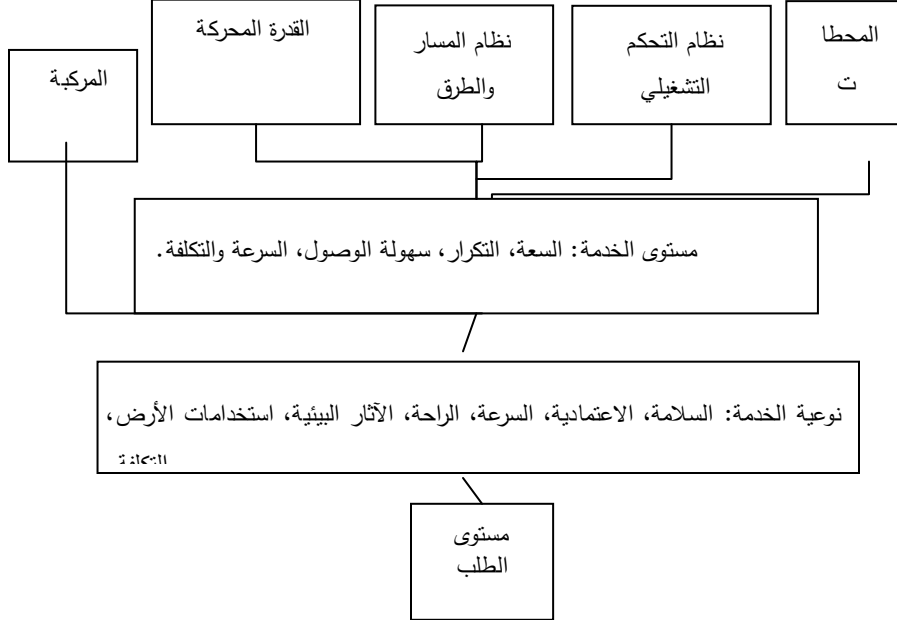 المحطا
ت
نظام التحكم
التشغيلي
نظام المسار
والطرق
القدرة المحركة
المركبة
مستوى الخدمة: السعة، التكرار، سهولة الوصول، السرعة والتكلفة.
نوعية الخدمة: السلامة، الاعتمادية، السرعة، الراحة، الآثار البيئية، استخدامات الأرض،
التكلفة
مستوى
الطلب